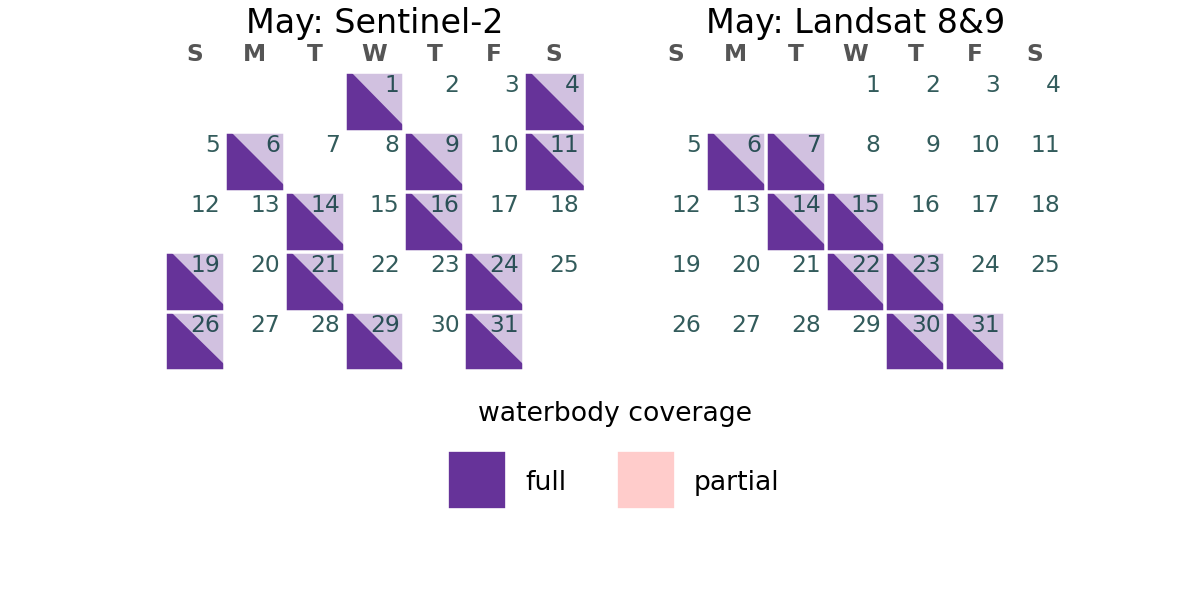 May: Sentinel-2
S M T W T F S
1 2 3 4
5 6 7 8 9 10 11
12 13 14 15 16 17 18
19 20 21 22 23 24 25
26 27 28 29 30 31
May: Landsat 8&9
S M T W T F S
1 2 3 4
5 6 7 8 9 10 11
12 13 14 15 16 17 18
19 20 21 22 23 24 25
26 27 28 29 30 31
waterbody coverage
full partial